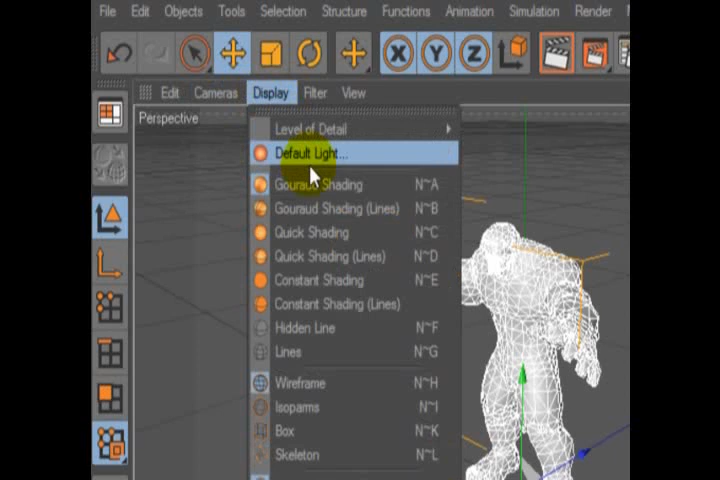 File Edit Objects Tools Selection Structure Functions Animation Simulation Render
X Y Z
Edit Cameras Display Filter View
Perspective
Level of Detail
Default Light...
Gouraud Shading N~A
Gouraud Shading (Lines) N~B
Quick Shading N~C
Quick Shading (Lines) N~D
Constant Shading N~E
Constant Shading (Lines)
Hidden Line N~F
Lines N~G
Wireframe N~H
Isoparms N~I
Box N~K
Skeleton N~L